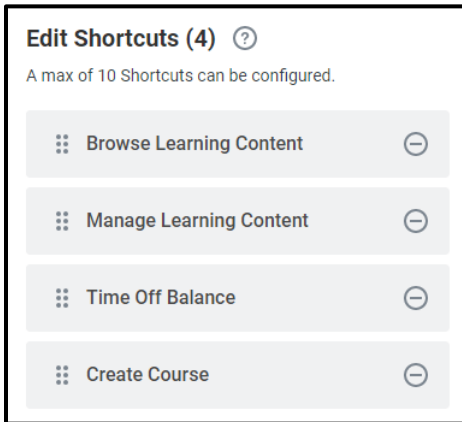 Edit Shortcuts (4) ?
A max of 10 Shortcuts can be configured.
Browse Learning Content
Manage Learning Content
Time Off Balance
Create Course